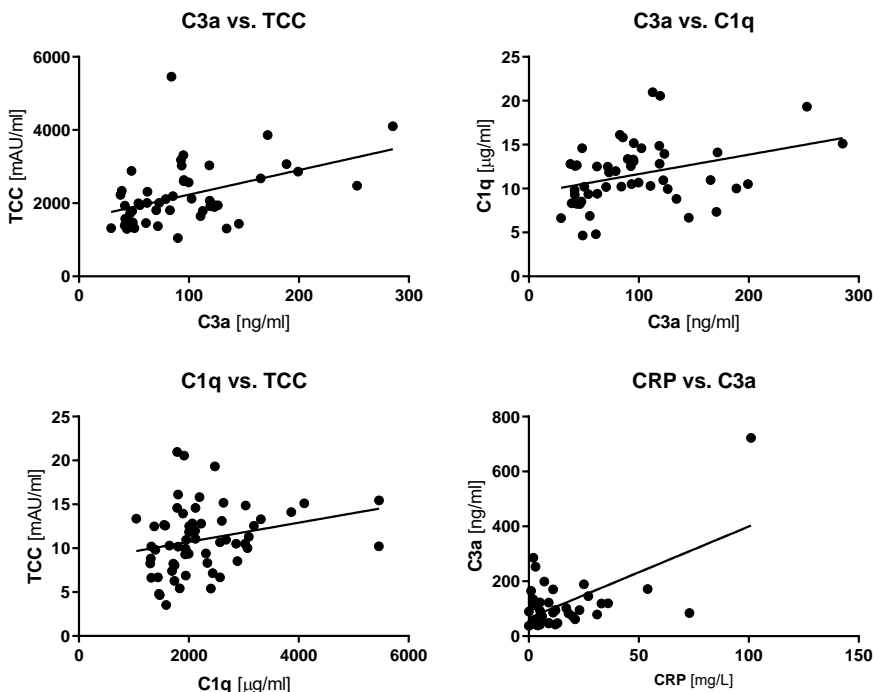 C3a vs. TCC
TCC [mAU/ml]
6000
4000
2000
0
0 100 200 300
C3a [ng/ml]
C3a vs. C1q
C1q [μg/ml]
25
20
15
10
5
0
0 100 200 300
C3a [ng/ml]
C1q vs. TCC
TCC [mAU/ml]
25
20
15
10
5
0
0 2000 4000 6000
C1q [μg/ml]
CRP vs. C3a
C3a [ng/ml]
800
600
400
200
0
0 50 100 150
CRP [mg/L]